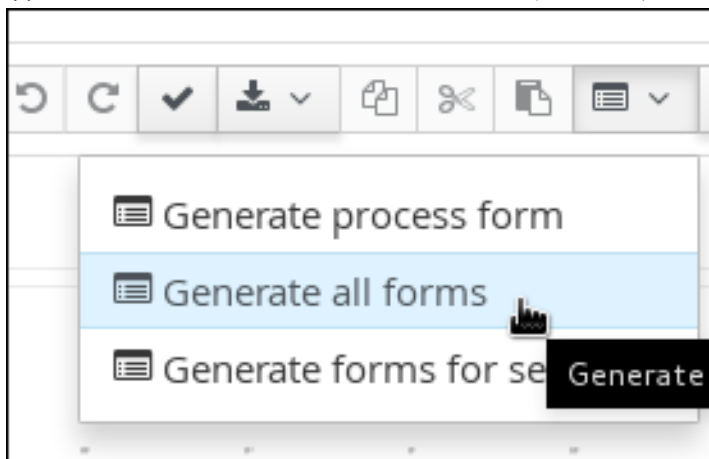 Generate process form
Generate all forms
Generate forms for se
Generate